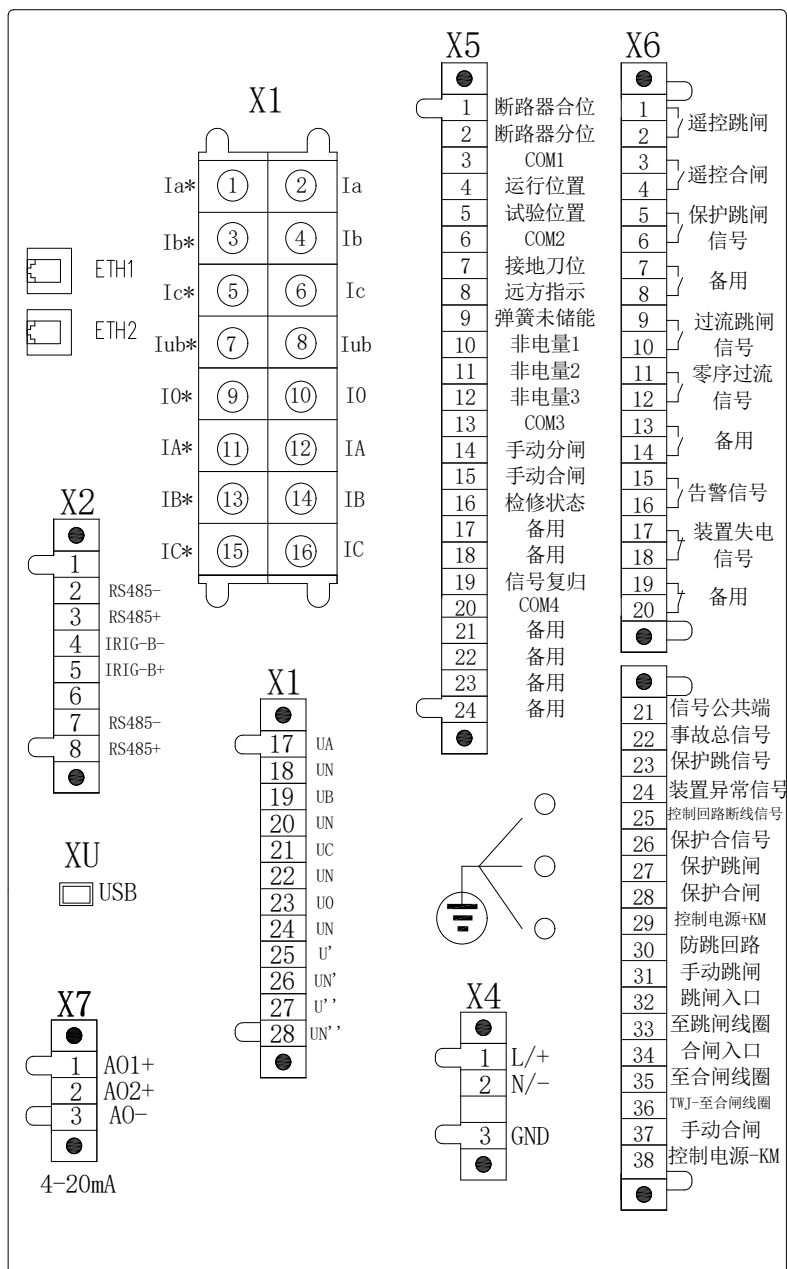 X1
Ia* 1 2 Ia
Ib* 3 4 Ib
Ic* 5 6 Ic
Iub* 7 8 Iub
I0* 9 10 I0
IA* 11 12 IA
IB* 13 14 IB
IC* 15 16 IC
ETH1
ETH2
X2
1
2 RS485-
3 RS485+
4 IRIG-B-
5 IRIG-B+
6
7 RS485-
8 RS485+
XU
USB
X7
1 AO1+
2 AO2+
3 AO-
4-20mA
X1
17 UA
18 UN
19 UB
20 UN
21 UC
22 UN
23 U0
24 UN
25 U'
26 UN'
27 U''
28 UN''
X5
1 断路器合位
2 断路器分位
3 COM1
4 运行位置
5 试验位置
6 COM2
7 接地刀位
8 远方指示
9 弹簧未储能
10 非电量1
11 非电量2
12 非电量3
13 COM3
14 手动分闸
15 手动合闸
16 检修状态
17 备用
18 备用
19 信号复归
20 COM4
21 备用
22 备用
23 备用
24 备用
X4
1 L/+
2 N/-
3 GND
X6
1
2
遥控跳闸
3
4
遥控合闸
5 保护跳闸
6 信号
7
8
备用
9 过流跳闸
10 信号
11 零序过流
12 信号
13
14
备用
15
16
告警信号
17 装置失电
18 信号
19
20
备用
21 信号公共端
22 事故总信号
23 保护跳信号
24 装置异常信号
25 控制回路断线信号
26 保护合信号
27 保护跳闸
28 保护合闸
29 控制电源+KM
30 防跳回路
31 手动跳闸
32 跳闸入口
33 至跳闸线圈
34 合闸入口
35 至合闸线圈
36 TWJ-至合闸线圈
37 手动合闸
38 控制电源-KM